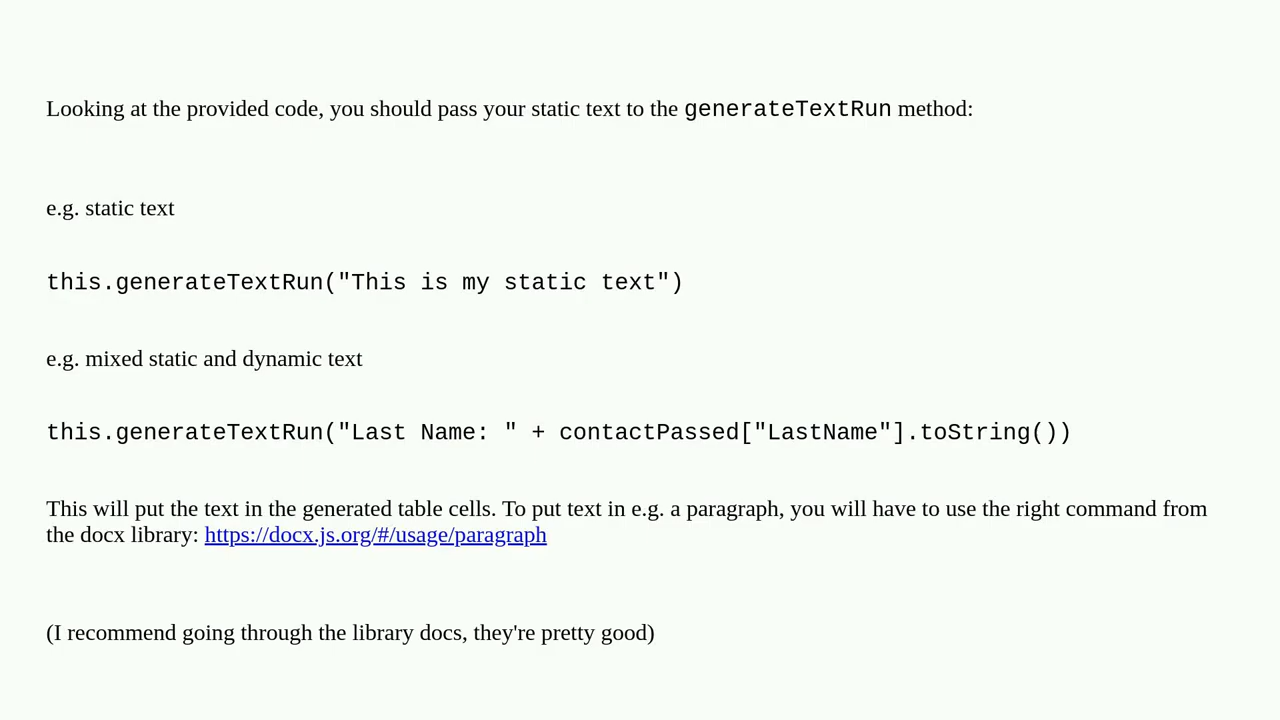 Looking at the provided code, you should pass your static text to the generateTextRun method:
e.g. static text
this.generateTextRun("This is my static text")
e.g. mixed static and dynamic text
this.generateTextRun("Last Name: " + contactPassed["LastName"].toString())
This will put the text in the generated table cells. To put text in e.g. a paragraph, you will have to use the right command from
the docx library: https://docx.js.org/#/usage/paragraph
(I recommend going through the library docs, they're pretty good)